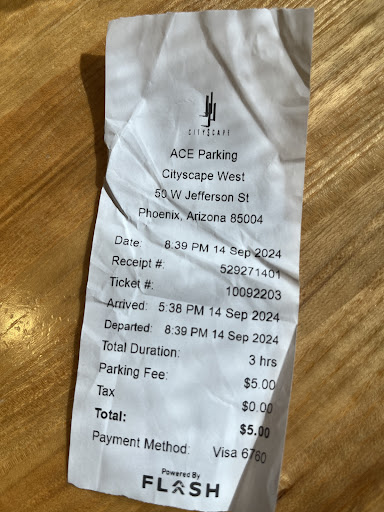 CITYSCAPE
ACE Parking
Cityscape West
50 W Jefferson St
Phoenix, Arizona 85004
Date: 8:39 PM 14 Sep 2024
Receipt #: 529271401
Ticket #: 10092203
Arrived: 5:38 PM 14 Sep 2024
Departed: 8:39 PM 14 Sep 2024
Total Duration: 3 hrs
Parking Fee: $5.00
Tax $0.00
Total: $5.00
Payment Method: Visa 6760
Powered By
FLASH